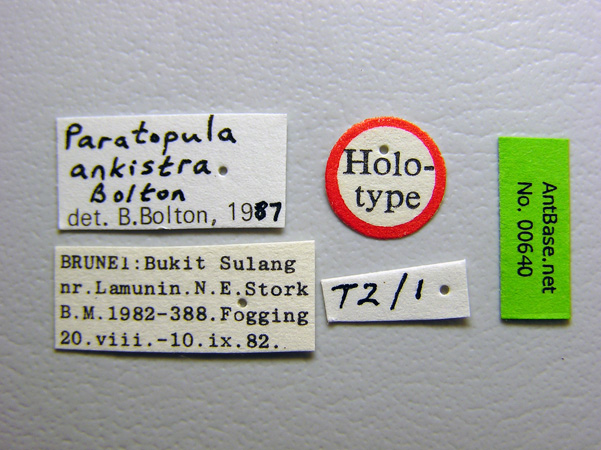 Paratopula
ankistra
Bolton
det. B.Bolton, 1987
BRUNEI:Bukit Sulang
nr.Lamunin.N.E.Stork
B.M.1982-388.Fogging
20.viii.-10.ix.82.
Holo-
type
T2/1
AntBase.net
No. 00640